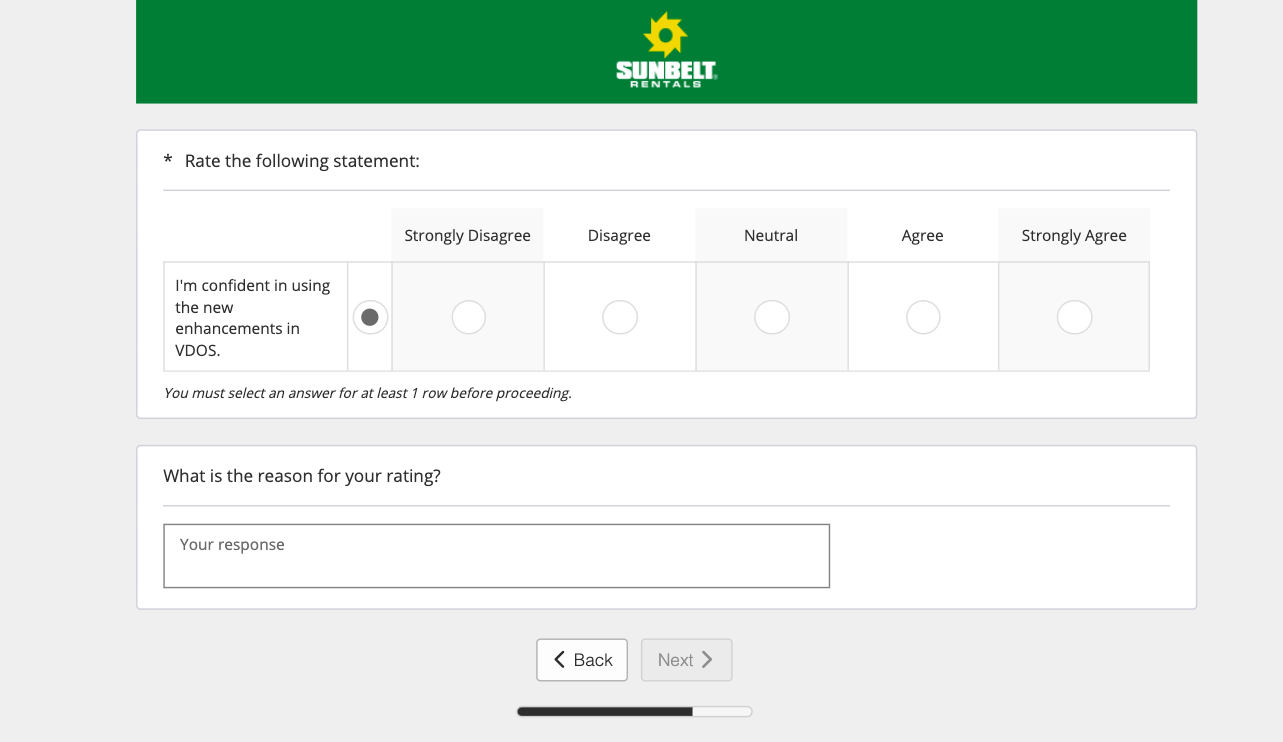 SUNBELT
RENTALS
* Rate the following statement:
Strongly Disagree Disagree Neutral Agree Strongly Agree
I'm confident in using
the new
enhancements in
VDOS.
You must select an answer for at least 1 row before proceeding.
What is the reason for your rating?
Your response
Back Next